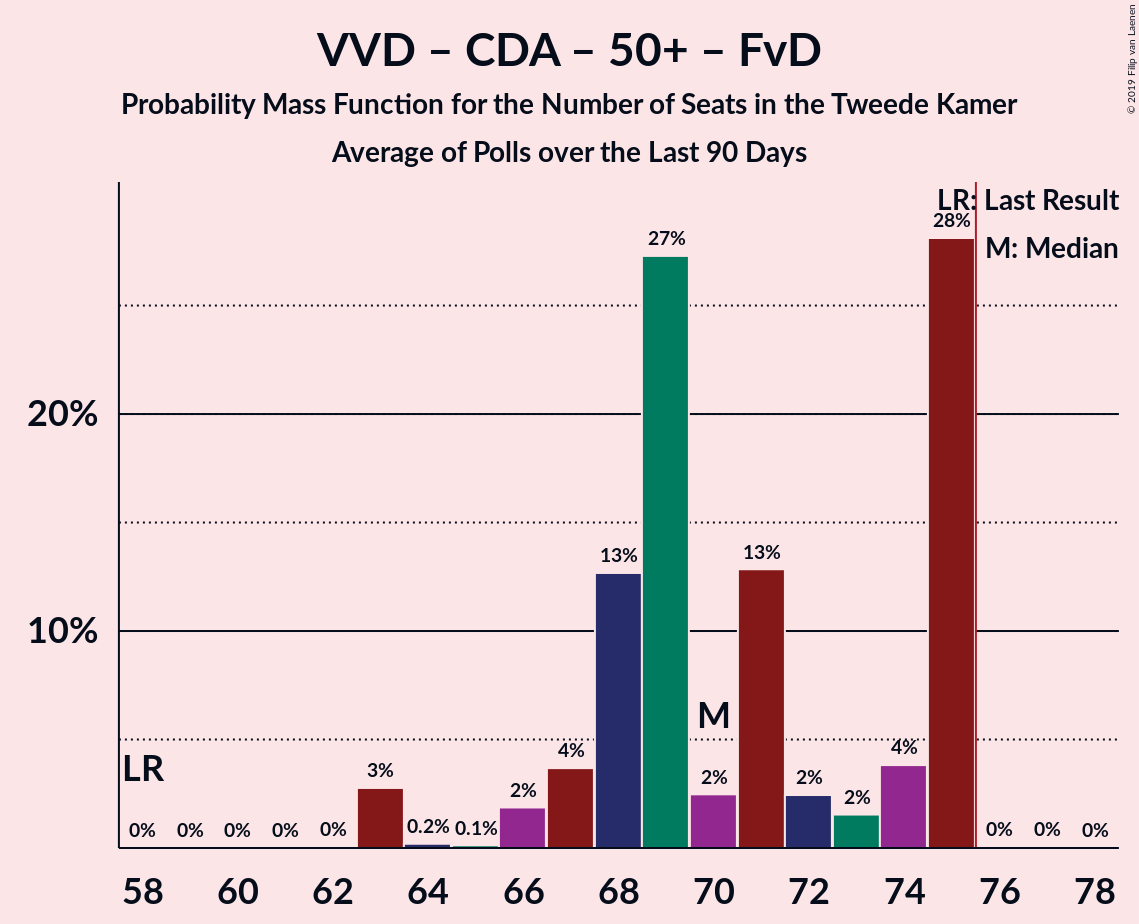 VVD – CDA – 50+ – FvD
Probability Mass Function for the Number of Seats in the Tweede Kamer
Average of Polls over the Last 90 Days
© 2019 Filip van Laenen
LR: Last Result
M: Median
28%
27%
20%
13%
13%
10%
M
LR
4%
4%
3%
2%
2%
2%
2%
0%
0%
0%
0%
0%
0.2%
0.1%
0%
0%
0%
58 60 62 64 66 68 70 72 74 76 78